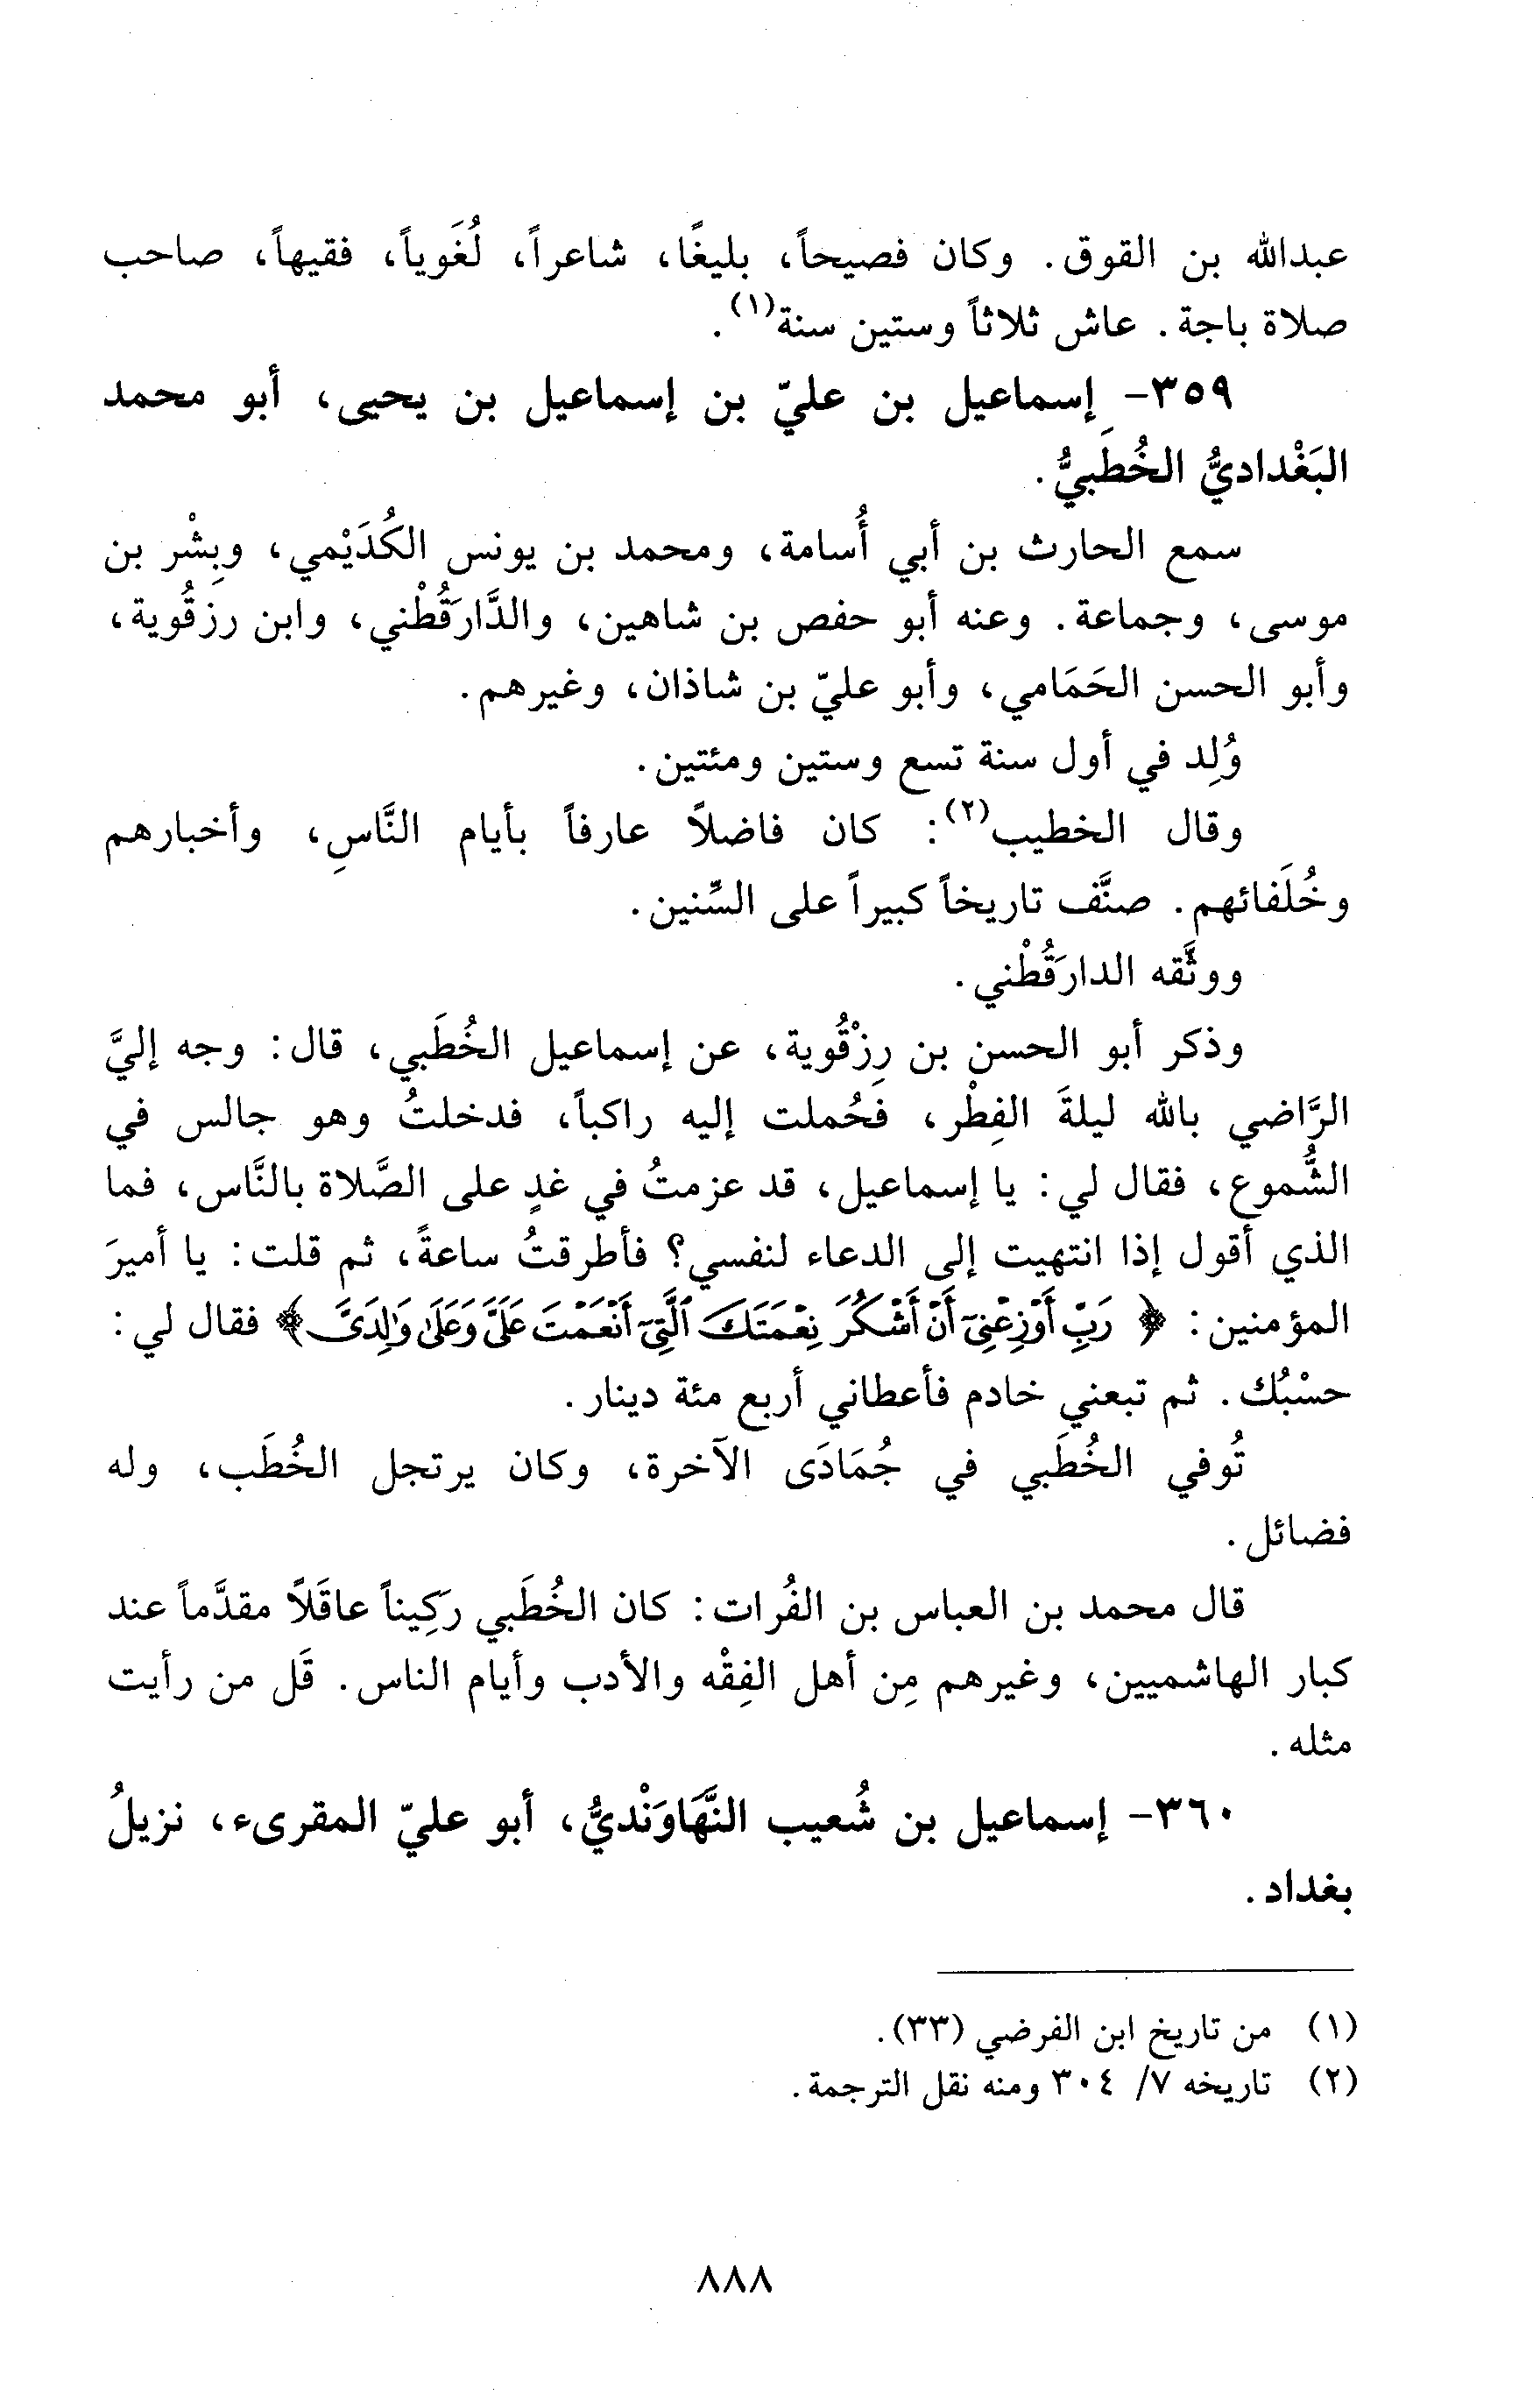 عبدالله بن القوق. وكان فصيحاً، بليغًا، شاعراً، لُغَوياً، فقيهاً، صاحب
صلاة باجة. عاش ثلاثاً وستين سنة(١).
٣٥٩- إسماعيل بن عليّ بن إسماعيل بن يحيى، أبو محمد
البَغْداديُّ الخُطَبيُّ.
سمع الحارث بن أبي أُسامة، ومحمد بن يونس الكُدَيْمي، وبِشْر بن
موسى، وجماعة. وعنه أبو حفص بن شاهين، والدَّارَقُطْني، وابن رزقُوية،
وأبو الحسن الحَمَامي، وأبو عليّ بن شاذان، وغيرهم.
وُلِد في أول سنة تسع وستين ومئتين.
وقال الخطيب(٢): كان فاضلاً عارفاً بأيام النَّاسِ، وأخبارهم
وخُلَفائهم. صنَّف تاريخاً كبيراً على السِّنين.
ووثَّقه الدارَقُطْني.
وذكر أبو الحسن بن رِزْقُوية، عن إسماعيل الخُطَبي، قال: وجه إليَّ
الرَّاضي بالله ليلةَ الفِطْر، فحُملت إليه راكباً، فدخلتُ وهو جالس في
الشُّموع، فقال لي: يا إسماعيل، قد عزمتُ في غدٍ على الصَّلاة بالنَّاس، فما
الذي أقول إذا انتهيت إلى الدعاء لنفسي؟ فأطرقتُ ساعةً، ثم قلت: يا أميرَ
المؤمنين: ﴿ رَبِّ أَوْزِعْنِىٓ أَنْ أَشْكُرَ نِعْمَتَكَ ٱلَّتِىٓ أَنْعَمْتَ عَلَىَّ وَعَلَىٰ وَٰلِدَىَّ ﴾ فقال لي:
حسْبُك. ثم تبعني خادم فأعطاني أربع مئة دينار.
تُوفي الخُطَبي في جُمَادَى الآخرة، وكان يرتجل الخُطَب، وله
فضائل.
قال محمد بن العباس بن الفُرات: كان الخُطَبي رَكِيناً عاقَلاً مقدَّماً عند
كبار الهاشميين، وغيرهم مِن أهل الفِقْه والأدب وأيام الناس. قَل من رأيت
مثله.
٣٦٠- إسماعيل بن شُعيب النَّهَاوَنْديُّ، أبو عليّ المقرىء، نزيلُ
بغداد.
(١) من تاريخ ابن الفرضي (٣٣).
(٢) تاريخه ٧/ ٣٠٤ ومنه نقل الترجمة.
٨٨٨